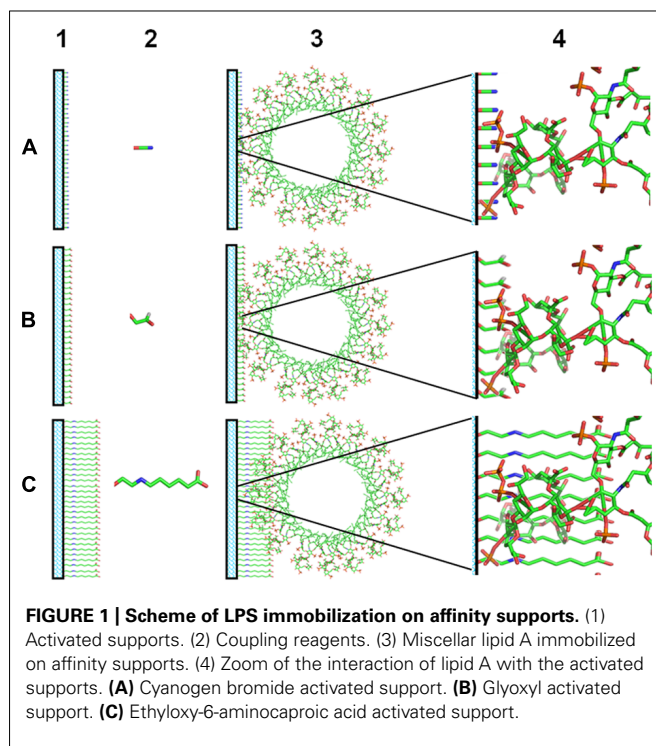 1 2 3 4
A
B
C
FIGURE 1 | Scheme of LPS immobilization on affinity supports. (1)
Activated supports. (2) Coupling reagents. (3) Miscellar lipid A immobilized
on affinity supports. (4) Zoom of the interaction of lipid A with the activated
supports. (A) Cyanogen bromide activated support. (B) Glyoxyl activated
support. (C) Ethyloxy-6-aminocaproic acid activated support.